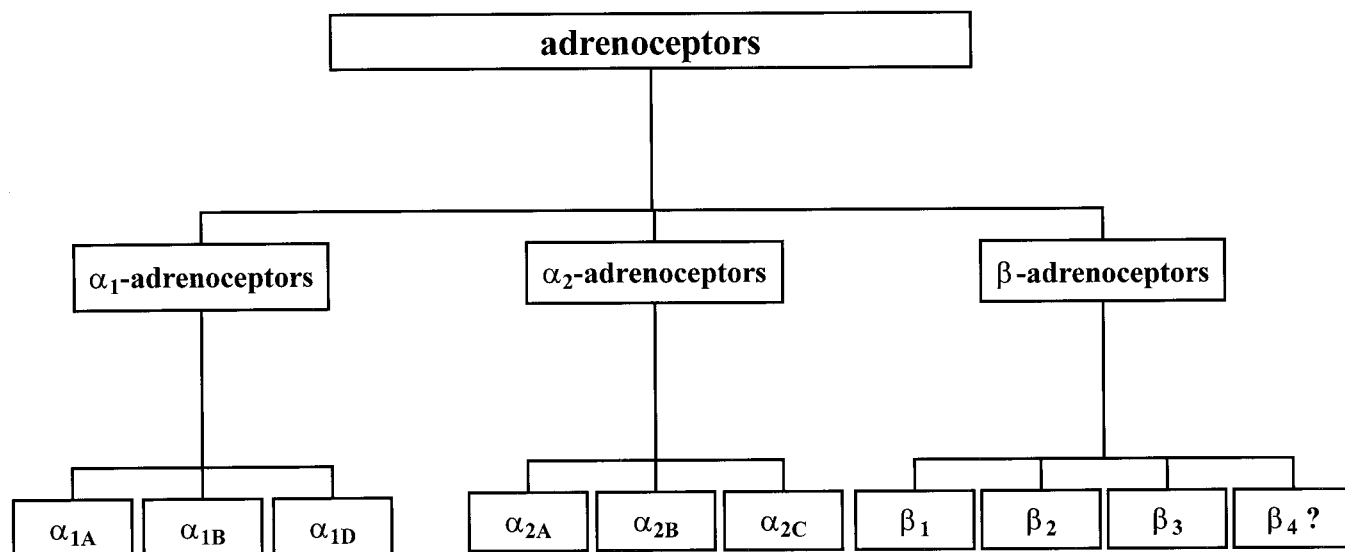 adrenoceptors
α₁-adrenoceptors
α₂-adrenoceptors
β-adrenoceptors
α₁A
α₁B
α₁D
α₂A
α₂B
α₂C
β₁
β₂
β₃
β₄ ?